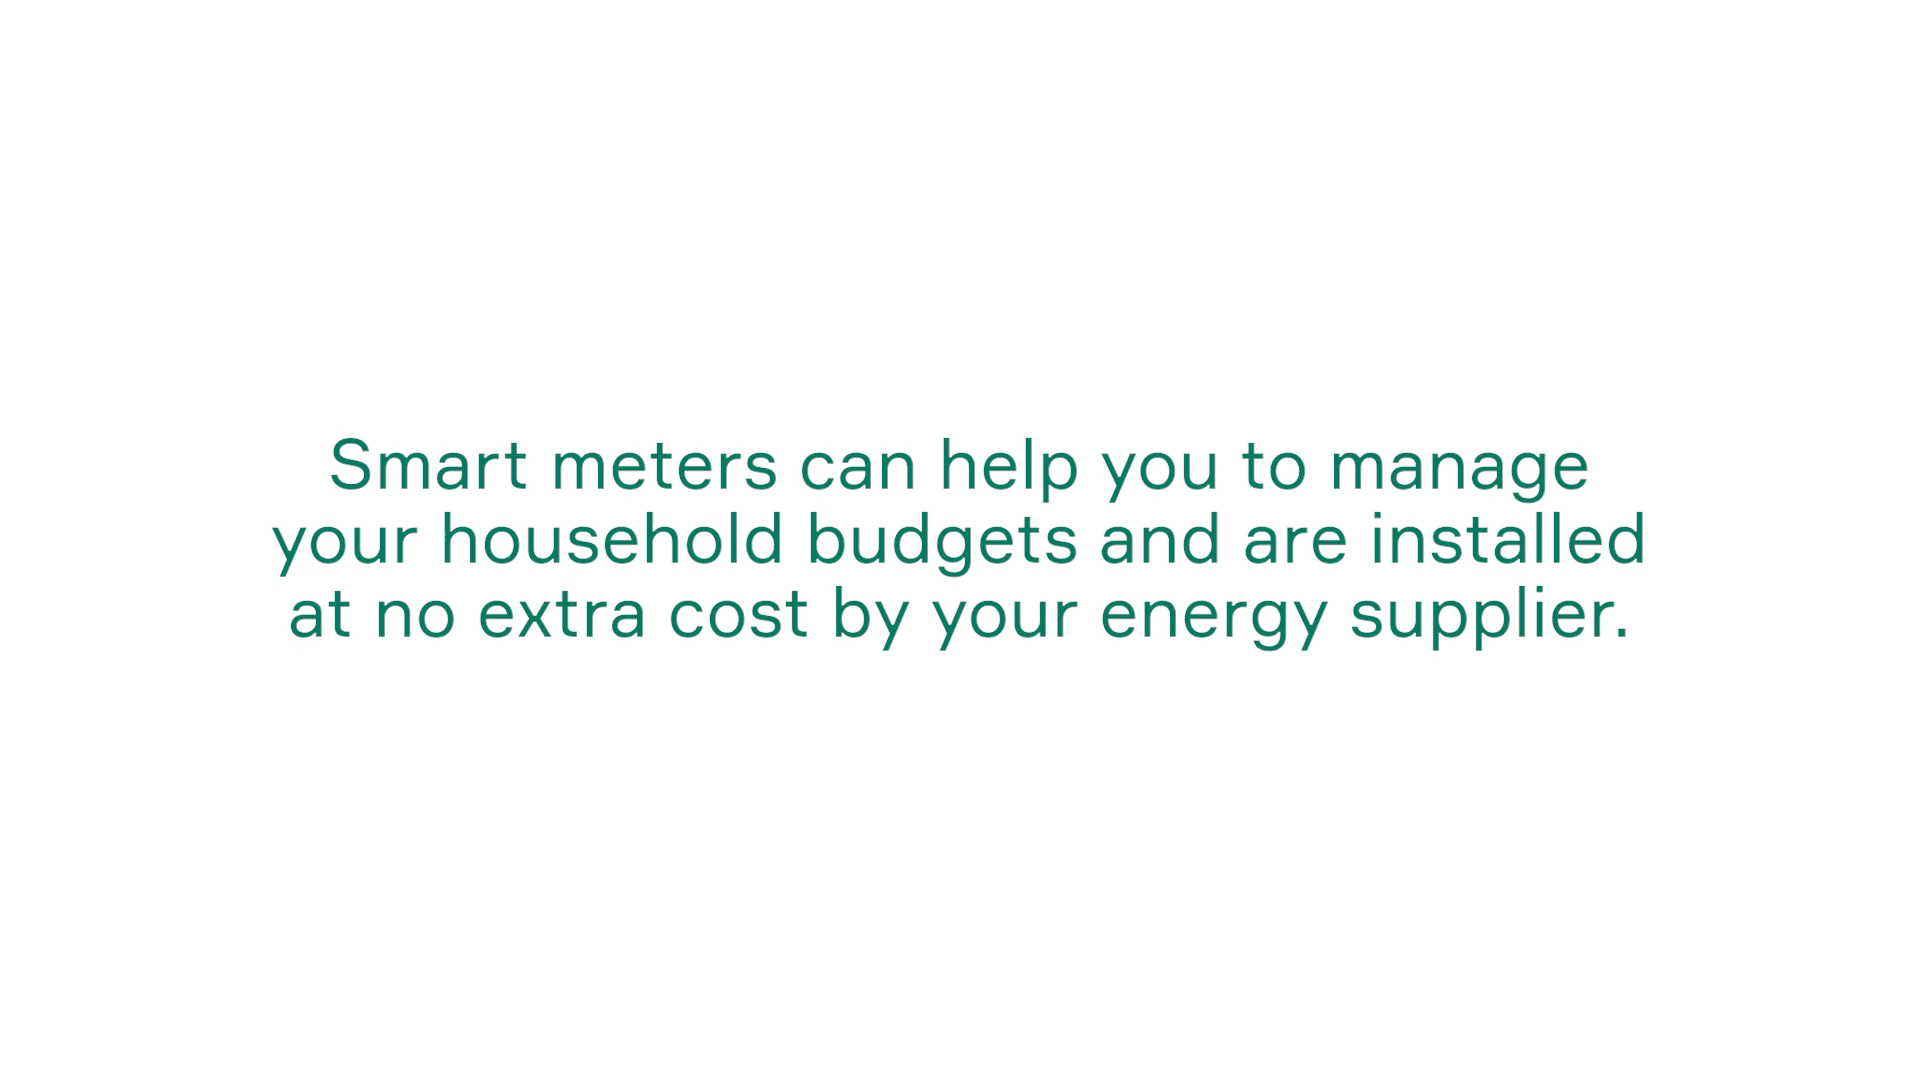 Smart meters can help you to manage
your household budgets and are installed
at no extra cost by your energy supplier.